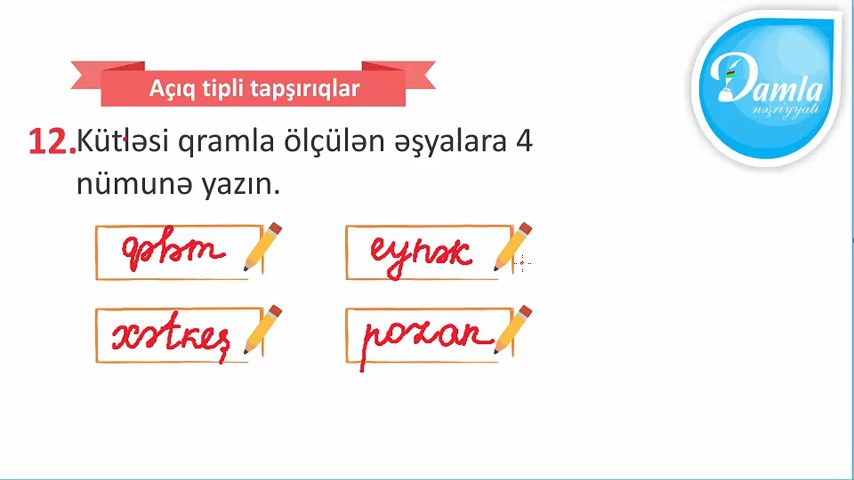 Açıq tipli tapşırıqlar
Damla
nəşriyyatı
12. Kütləsi qramla ölçülən əşyalara 4
nümunə yazın.
qələm eynək
xətkeş pozan